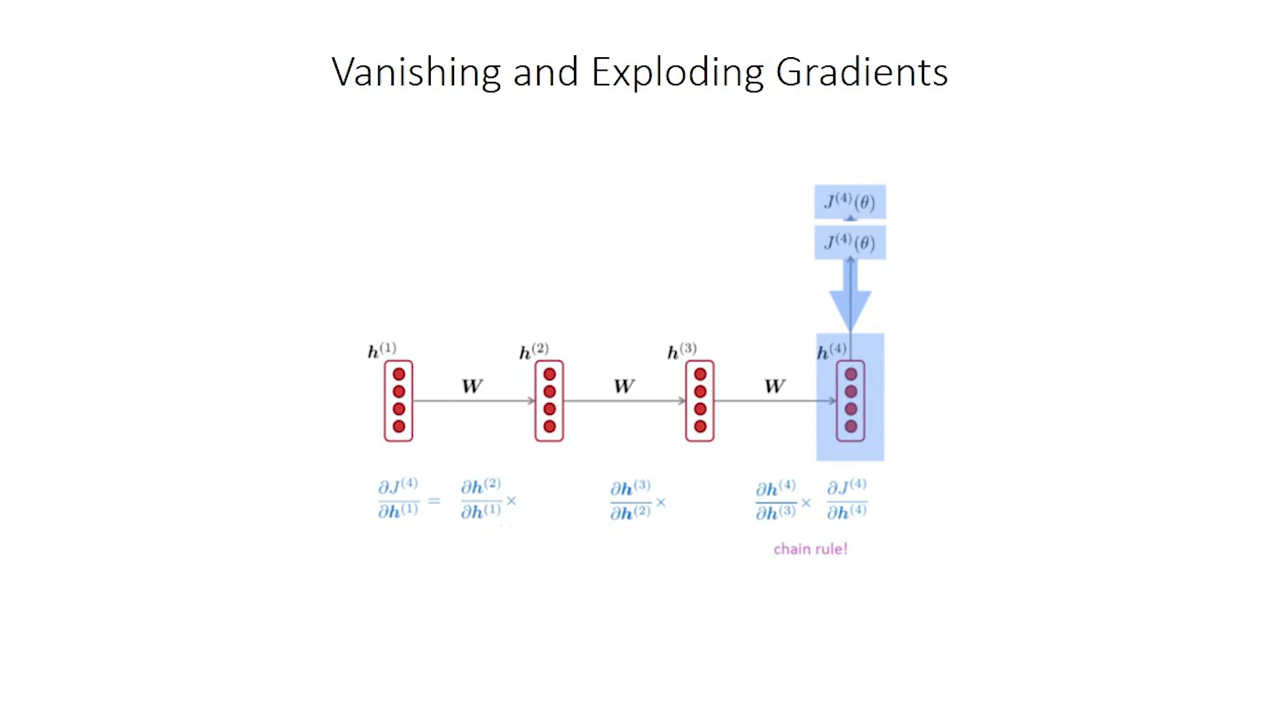 Vanishing and Exploding Gradients
J⁽⁴⁾(θ)
J⁽⁴⁾(θ)
h⁽¹⁾ h⁽²⁾ h⁽³⁾ h⁽⁴⁾
W W W
∂J⁽⁴⁾/∂h⁽¹⁾ = ∂h⁽²⁾/∂h⁽¹⁾ × ∂h⁽³⁾/∂h⁽²⁾ × ∂h⁽⁴⁾/∂h⁽³⁾ × ∂J⁽⁴⁾/∂h⁽⁴⁾
chain rule!